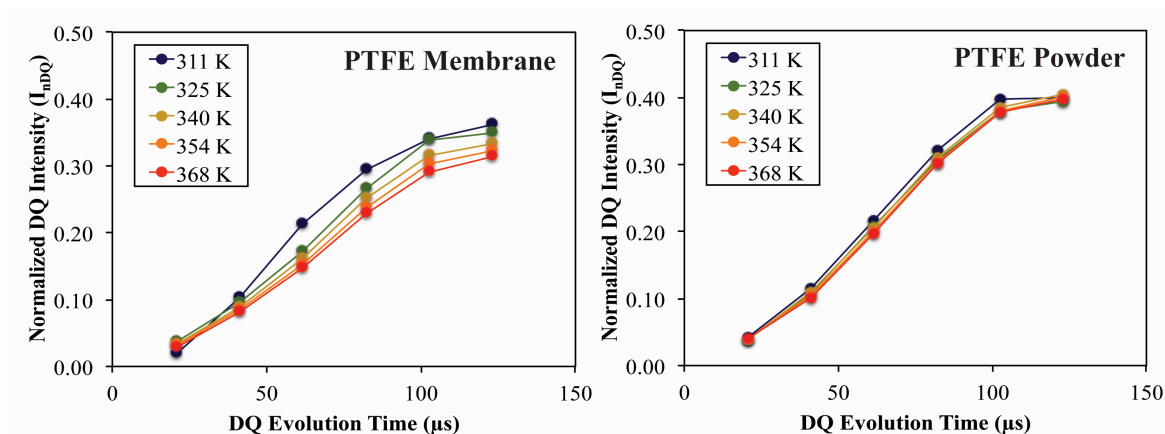 PTFE Membrane
311 K
325 K
340 K
354 K
368 K
Normalized DQ Intensity (InDQ)
0.50
0.40
0.30
0.20
0.10
0.00
0
50
100
150
DQ Evolution Time (µs)
PTFE Powder
311 K
325 K
340 K
354 K
368 K
Normalized DQ Intensity (InDQ)
0.50
0.40
0.30
0.20
0.10
0.00
0
50
100
150
DQ Evolution Time (µs)